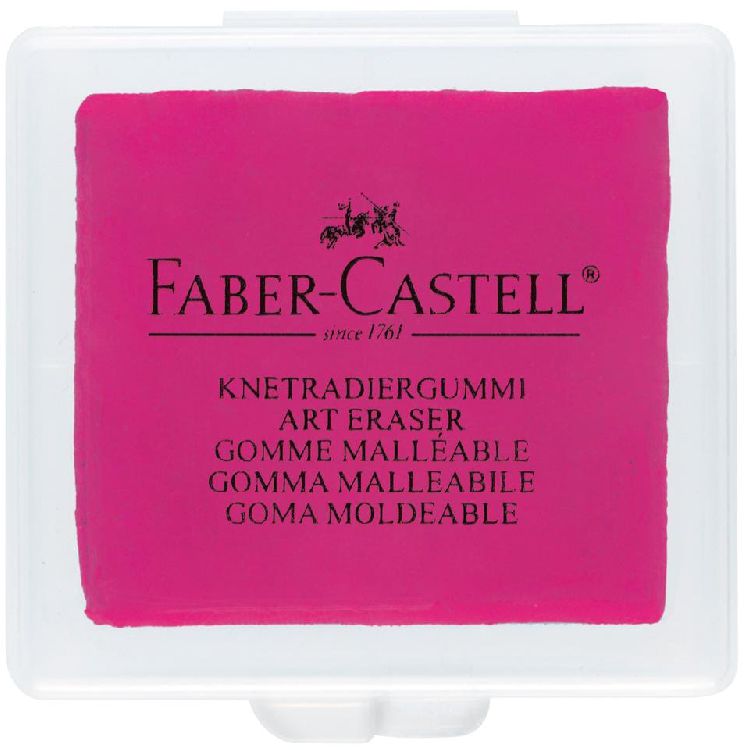 FABER-CASTELL®
since 1761
KNETRADIERGUMMI
ART ERASER
GOMME MALLÉABLE
GOMMA MALLEABILE
GOMA MOLDEABLE